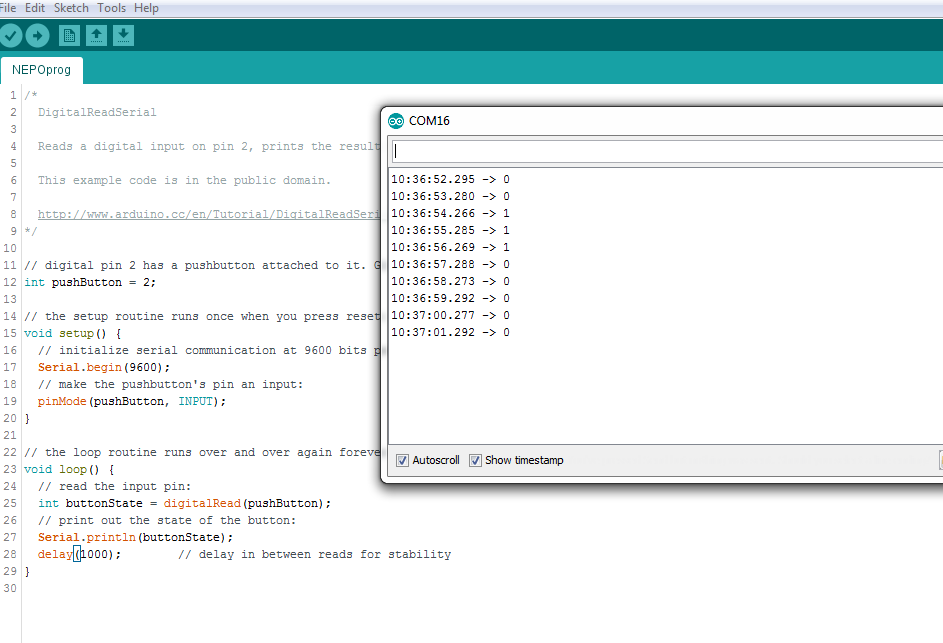 File Edit Sketch Tools Help
NEPOprog
1 /*
2 DigitalReadSerial
3
4 Reads a digital input on pin 2, prints the result
5
6 This example code is in the public domain.
7
8 http://www.arduino.cc/en/Tutorial/DigitalReadSeri
9 */
10
11 // digital pin 2 has a pushbutton attached to it. G
12 int pushButton = 2;
13
14 // the setup routine runs once when you press reset
15 void setup() {
16 // initialize serial communication at 9600 bits p
17 Serial.begin(9600);
18 // make the pushbutton's pin an input:
19 pinMode(pushButton, INPUT);
20 }
21
22 // the loop routine runs over and over again foreve
23 void loop() {
24 // read the input pin:
25 int buttonState = digitalRead(pushButton);
26 // print out the state of the button:
27 Serial.println(buttonState);
28 delay(1000); // delay in between reads for stability
29 }
30
COM16
10:36:52.295 -> 0
10:36:53.280 -> 0
10:36:54.266 -> 1
10:36:55.285 -> 1
10:36:56.269 -> 1
10:36:57.288 -> 0
10:36:58.273 -> 0
10:36:59.292 -> 0
10:37:00.277 -> 0
10:37:01.292 -> 0
Autoscroll Show timestamp